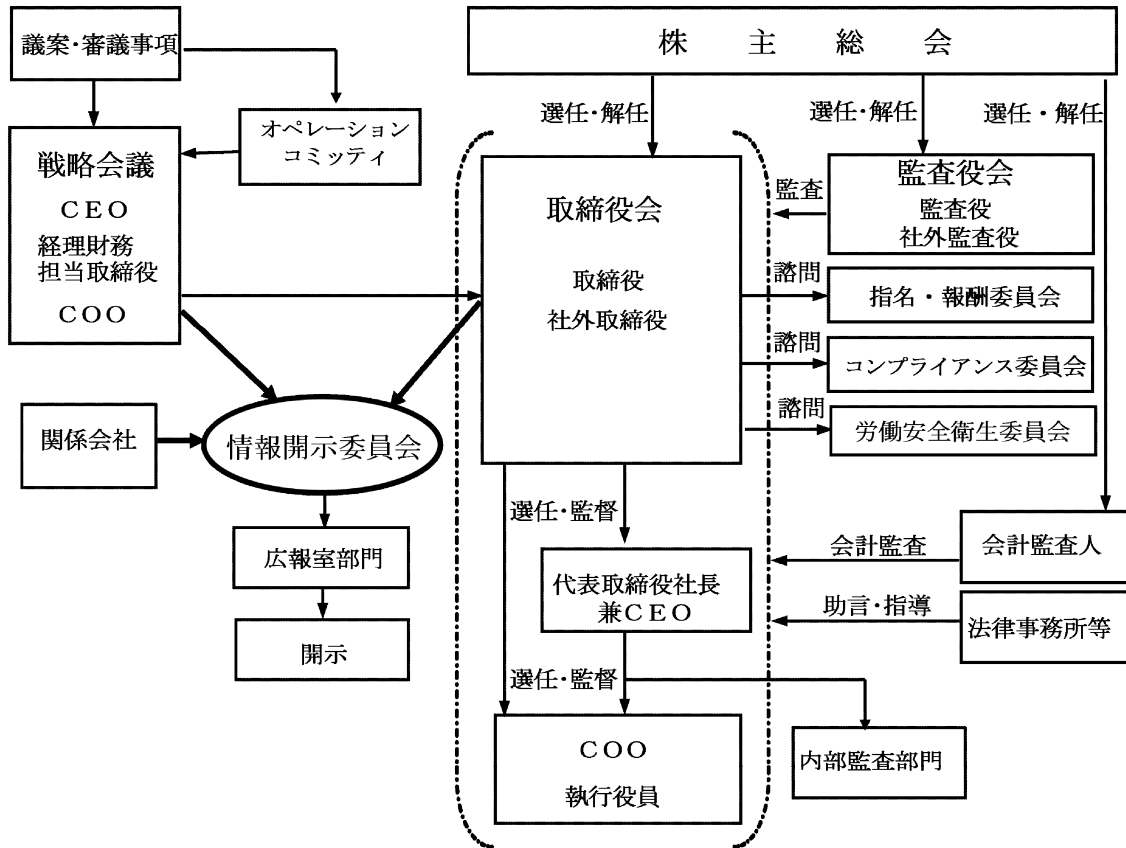 議案・審議事項
株主総会
選任・解任
選任・解任
選任・解任
オペレーション
コミッティ
戦略会議
CEO
経理財務
担当取締役
COO
取締役会
取締役
社外取締役
監査役会
監査役
社外監査役
監査
諮問
指名・報酬委員会
諮問
コンプライアンス委員会
諮問
労働安全衛生委員会
関係会社
情報開示委員会
広報室部門
開示
選任・監督
代表取締役社長
兼CEO
会計監査
会計監査人
助言・指導
法律事務所等
選任・監督
COO
執行役員
内部監査部門